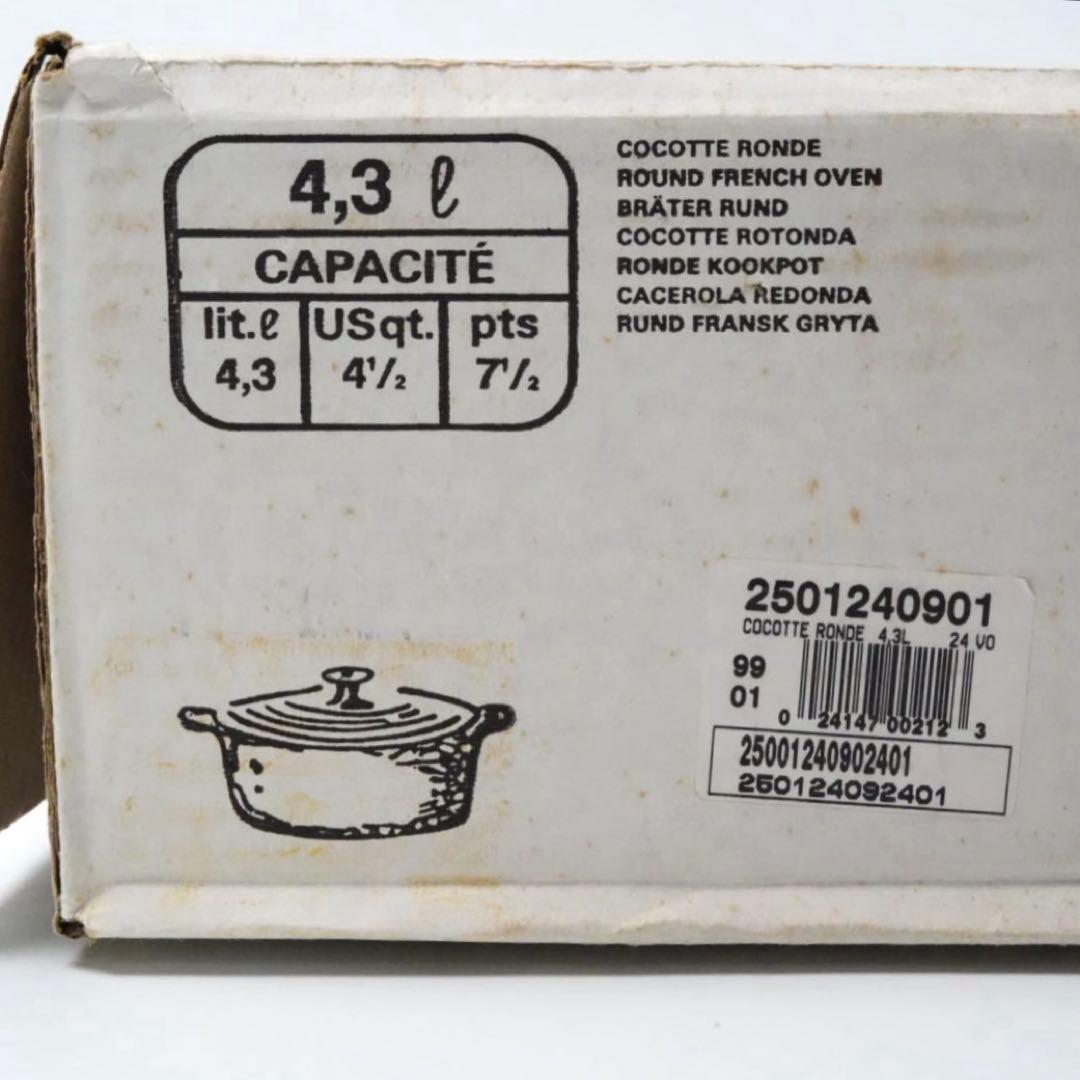 4,3 ℓ
CAPACITÉ
lit.ℓ USqt. pts
4,3 4¹/₂ 7¹/₂
COCOTTE RONDE
ROUND FRENCH OVEN
BRÄTER RUND
COCOTTE ROTONDA
RONDE KOOKPOT
CACEROLA REDONDA
RUND FRANSK GRYTA
2501240901
COCOTTE RONDE 4,3L 24 VO
99
01
0 24147 00212 3
25001240902401
250124092401